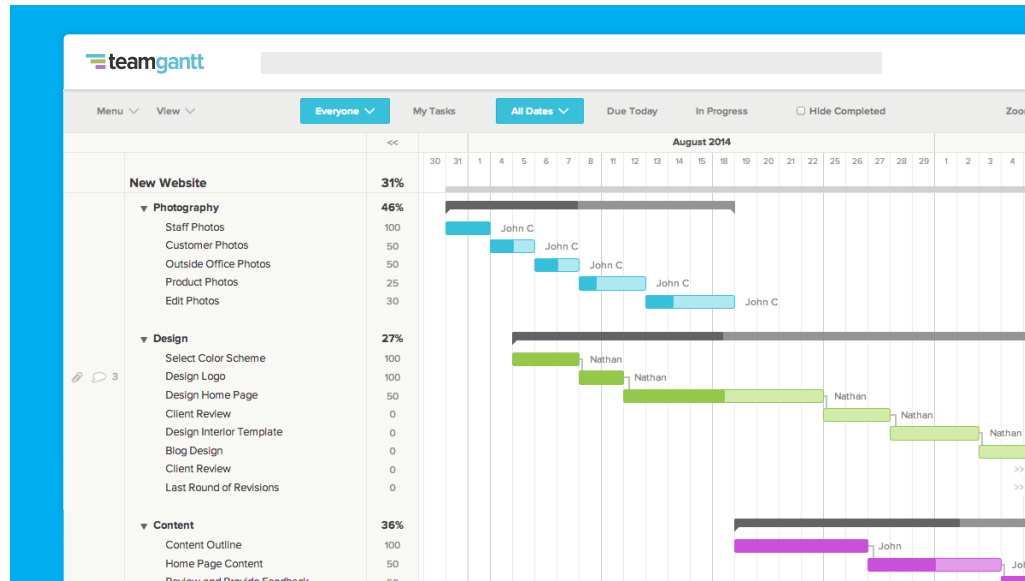 teamgantt
Menu View Everyone My Tasks All Dates Due Today In Progress Hide Completed Zoo
<< August 2014
30 31 1 4 5 6 7 8 11 12 13 14 15 18 19 20 21 22 25 26 27 28 29 1 2 3 4
New Website 31%
Photography 46%
Staff Photos 100 John C
Customer Photos 50 John C
Outside Office Photos 50 John C
Product Photos 25 John C
Edit Photos 30 John C
Design 27%
Select Color Scheme 100 Nathan
3 Design Logo 100 Nathan
Design Home Page 50 Nathan
Client Review 0 Nathan
Design Interior Template 0 Nathan
Blog Design 0
Client Review 0 >>
Last Round of Revisions 0 >>
Content 36%
Content Outline 100 John
Home Page Content 50 Joh
Review and Provide Feedback